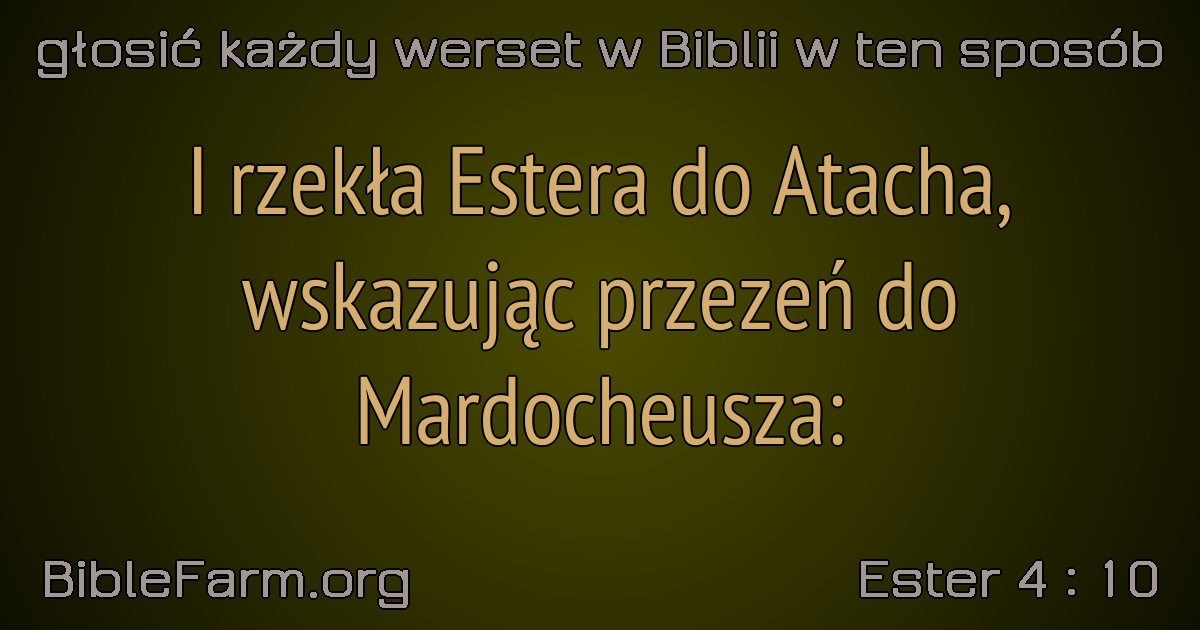 głosić każdy werset w Biblii w ten sposób
I rzekła Estera do Atacha,
wskazując przezeń do
Mardocheusza:
BibleFarm.org
Ester 4 : 10